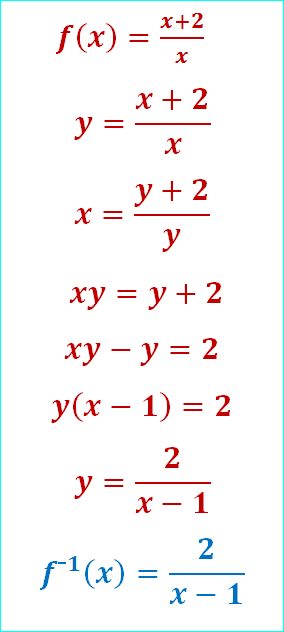 f(x) = x+2/x
y = x + 2/x
x = y + 2/y
xy = y + 2
xy − y = 2
y(x − 1) = 2
y = 2/x − 1
f⁻¹(x) = 2/x − 1